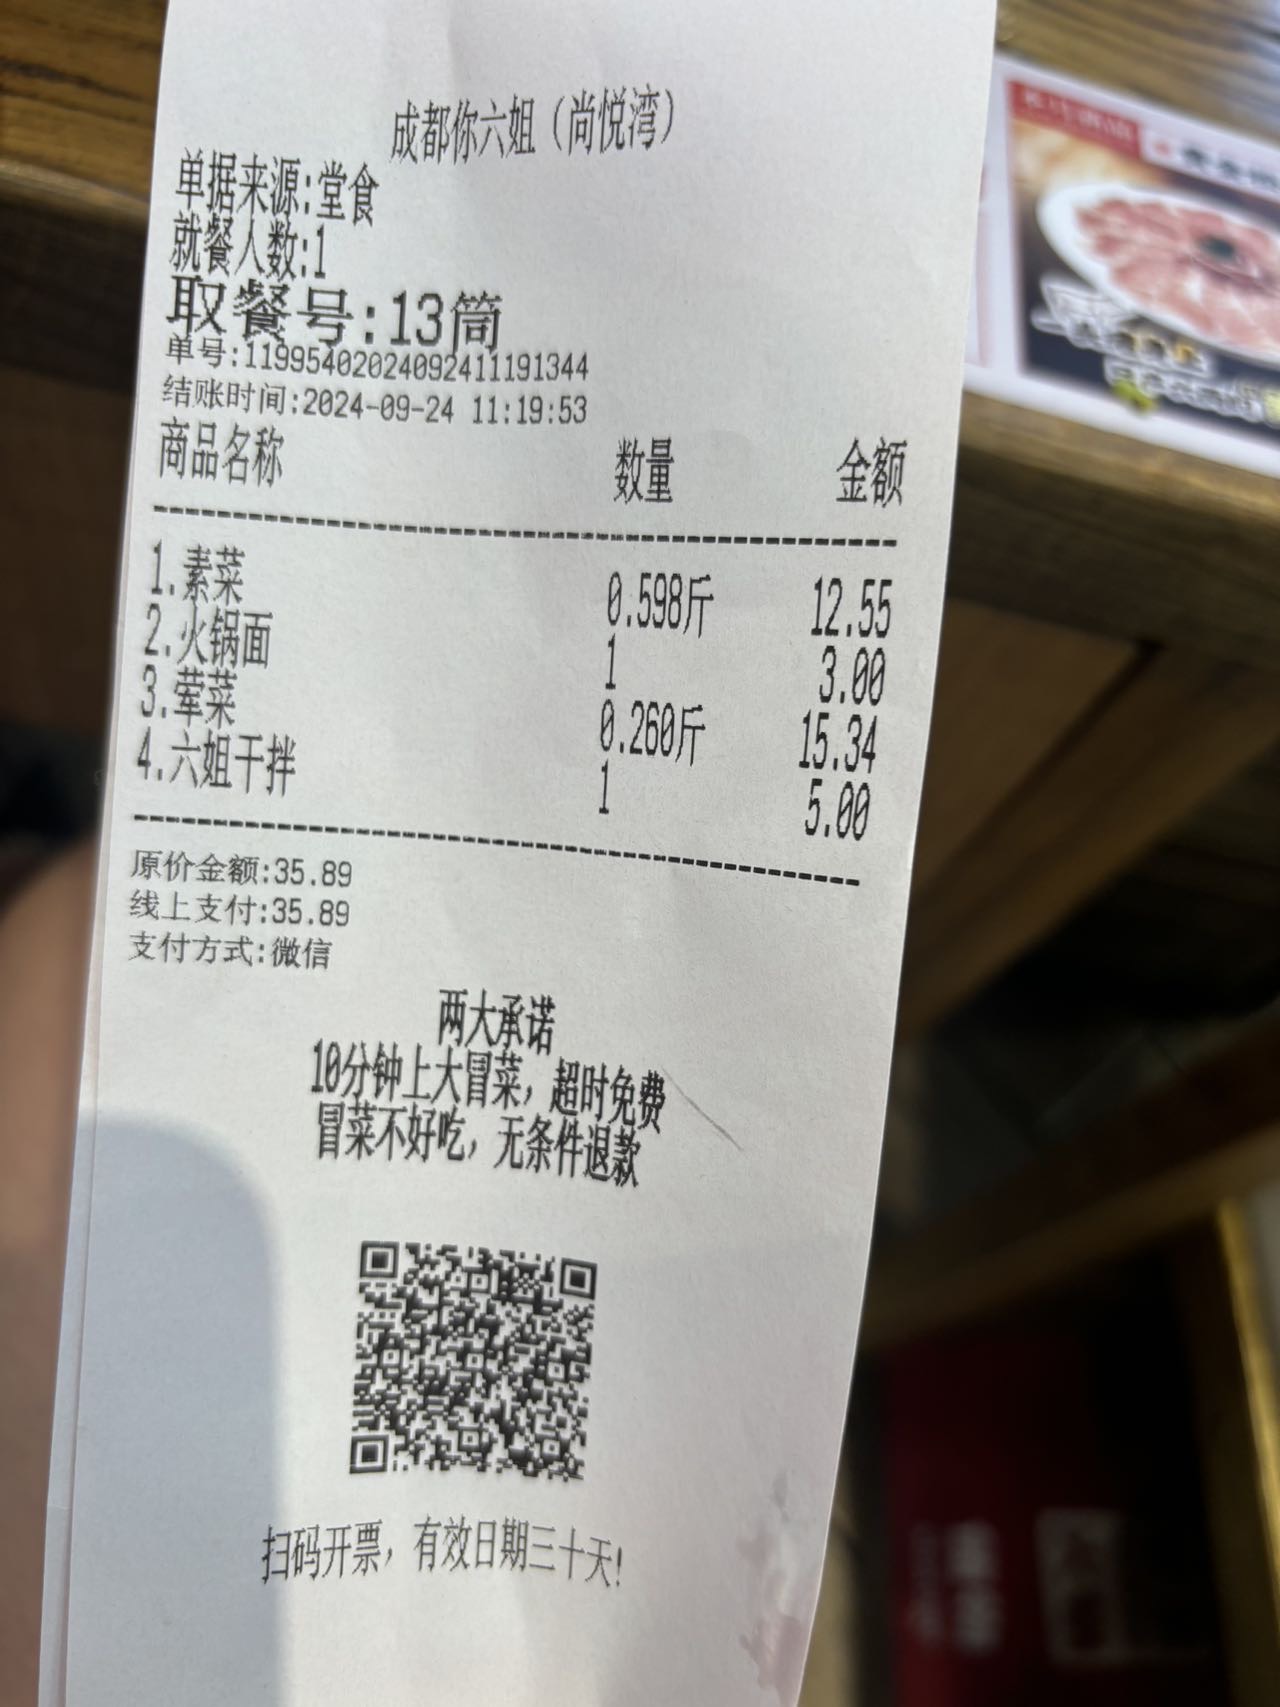 成都你六姐（尚悦湾）
单据来源:堂食
就餐人数:1
取餐号:13筒
单号:11995402024092411191344
结账时间:2024-09-24 11:19:53
商品名称 数量 金额
1.素菜 0.598斤 12.55
2.火锅面 1 3.00
3.荤菜 0.260斤 15.34
4.六姐干拌 1 5.00
原价金额:35.89
线上支付:35.89
支付方式:微信
两大承诺
10分钟上大冒菜，超时免费
冒菜不好吃，无条件退款
扫码开票，有效日期三十天!